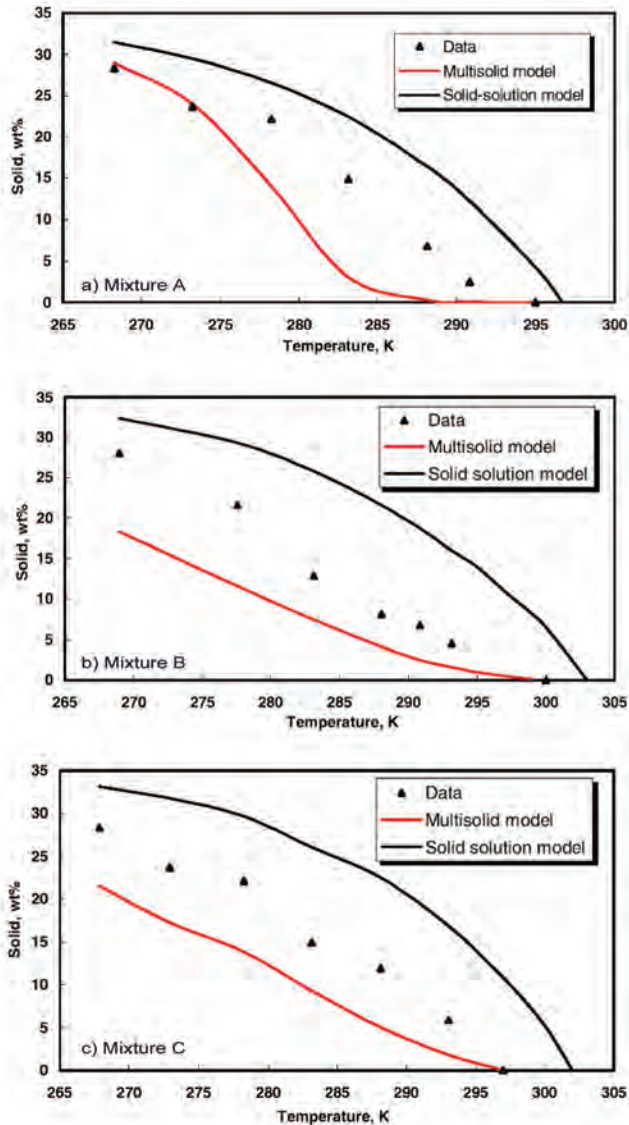 35
30
25
20
15
10
5
0
Solid, wt%
Data
Multisolid model
Solid-solution model
a) Mixture A
265 270 275 280 285 290 295 300
Temperature, K
35
30
25
20
15
10
5
0
Solid, wt%
Data
Multisolid model
Solid solution model
b) Mixture B
265 270 275 280 285 290 295 300 305
Temperature, K
35
30
25
20
15
10
5
0
Solid, wt%
Data
Multisolid model
Solid solution model
c) Mixture C
265 270 275 280 285 290 295 300 305
Temperature, K